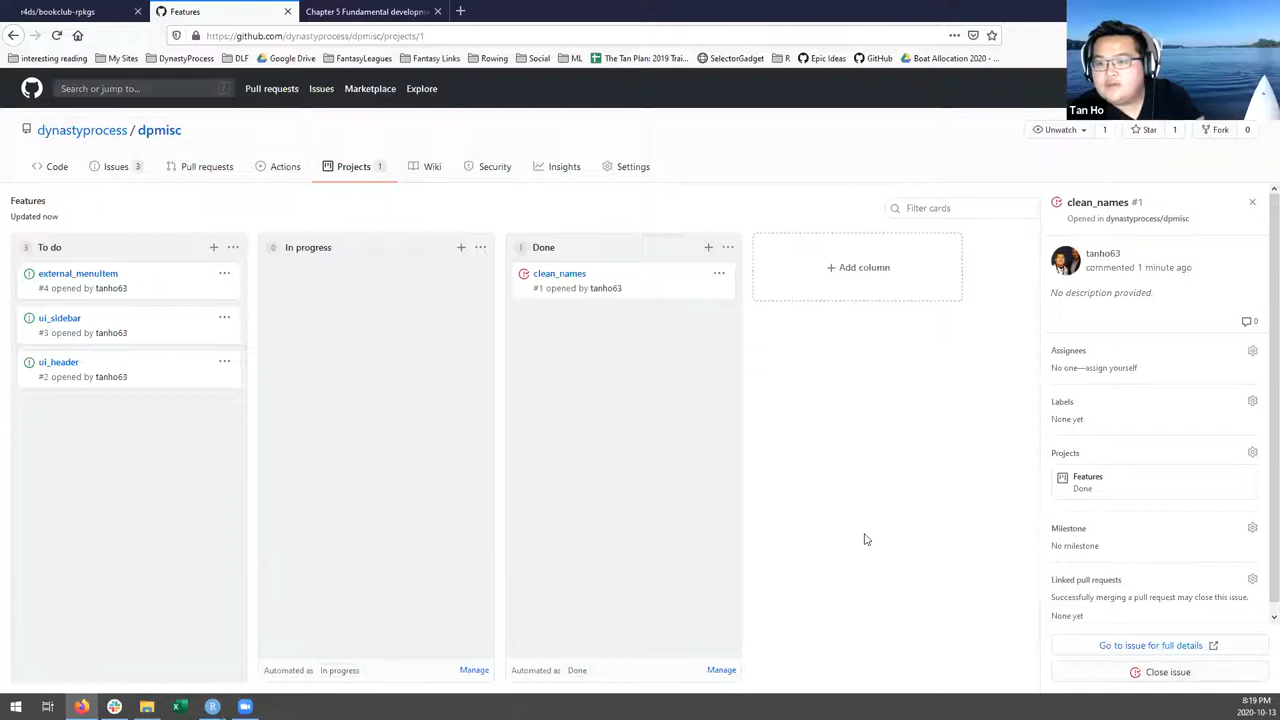 r4ds/bookclub-rpkgs
Features
Chapter 5 Fundamental developm
https://github.com/dynastyprocess/dpmisc/projects/1
interesting reading
My Sites
DynastyProcess
DLF
Google Drive
FantasyLeagues
Fantasy Links
Rowing
Social
ML
The Tan Plan: 2019 Trai...
SelectorGadget
R
Epic Ideas
GitHub
Boat Allocation 2020 - ...
Tan Ho
Search or jump to...
/
Pull requests
Issues
Marketplace
Explore
dynastyprocess / dpmisc
Unwatch 1
Star 1
Fork 0
Code
Issues 3
Pull requests
Actions
Projects 1
Wiki
Security
Insights
Settings
Features
Updated now
Filter cards
3 To do
external_menuItem
#4 opened by tanho63
ui_sidebar
#3 opened by tanho63
ui_header
#2 opened by tanho63
0 In progress
Automated as In progress
Manage
1 Done
clean_names
#1 opened by tanho63
Automated as Done
Manage
+ Add column
clean_names #1
Opened in dynastyprocess/dpmisc
tanho63
commented 1 minute ago
No description provided.
0
Assignees
No one—assign yourself
Labels
None yet
Projects
Features
Done
Milestone
No milestone
Linked pull requests
Successfully merging a pull request may close this issue.
None yet
Go to issue for full details
Close issue
8:19 PM
2020-10-13